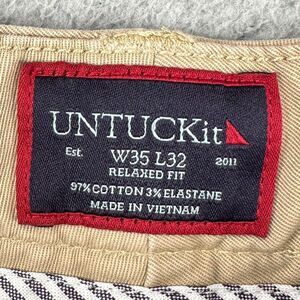 UNTUCKit
Est. W35 L32 2011
RELAXED FIT
97% COTTON 3% ELASTANE
MADE IN VIETNAM